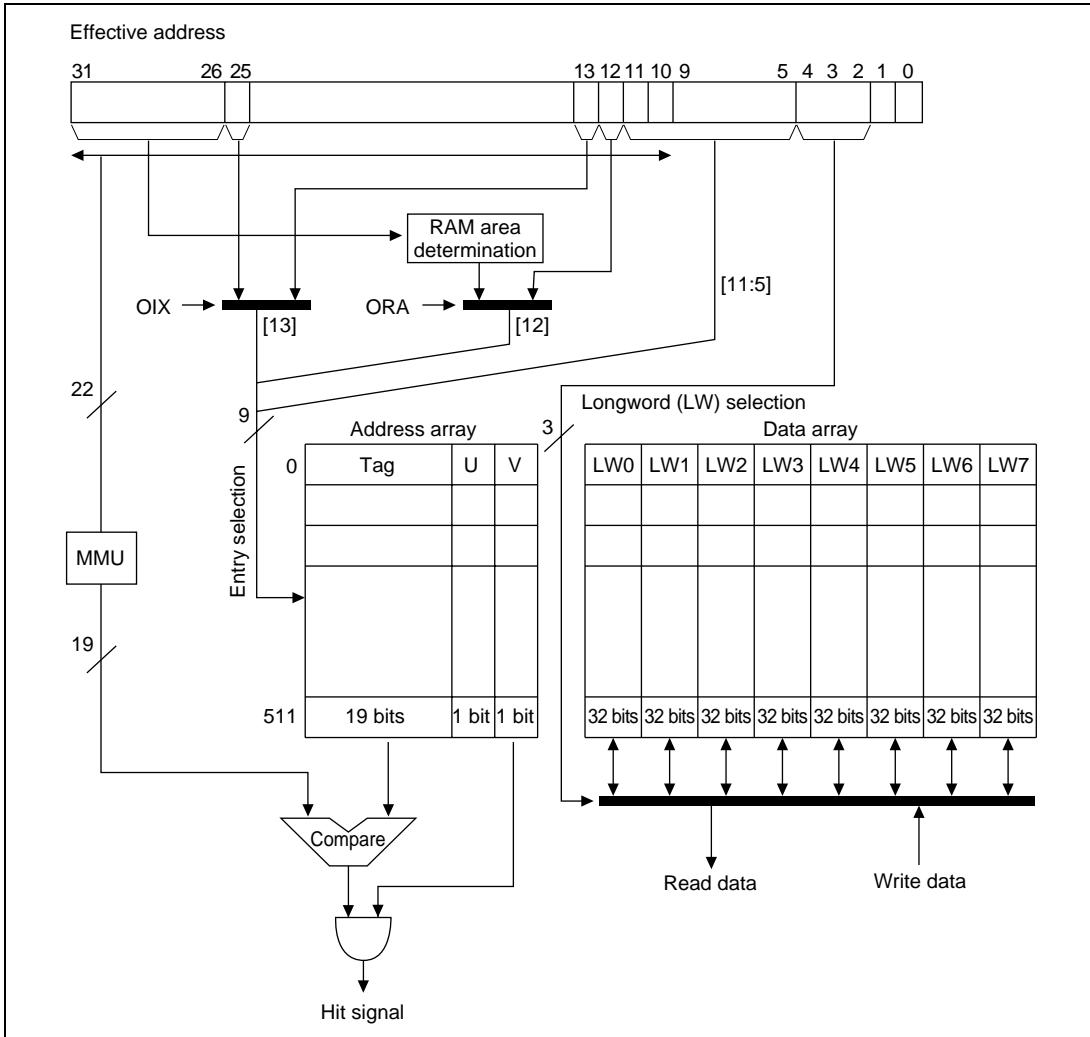 Effective address
31 26 25 13 12 11 10 9 5 4 3 2 1 0
RAM area
determination
[11:5]
OIX
ORA
[13]
[12]
22
9
Longword (LW) selection
3
Address array
Data array
0
Tag U V
LW0 LW1 LW2 LW3 LW4 LW5 LW6 LW7
Entry selection
MMU
19
511
19 bits 1 bit 1 bit
32 bits 32 bits 32 bits 32 bits 32 bits 32 bits 32 bits 32 bits
Compare
Read data
Write data
Hit signal